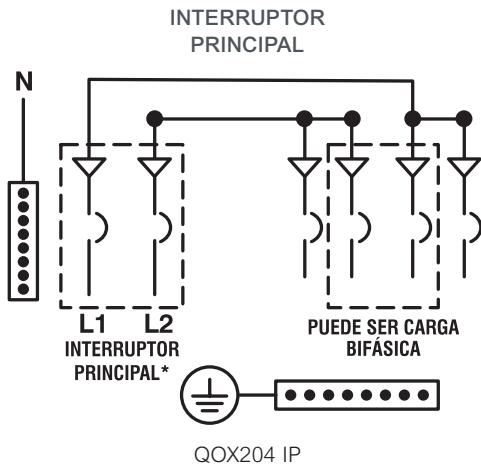 INTERRUPTOR
PRINCIPAL
N
L1 L2
INTERRUPTOR
PRINCIPAL*
PUEDE SER CARGA
BIFÁSICA
QOX204 IP